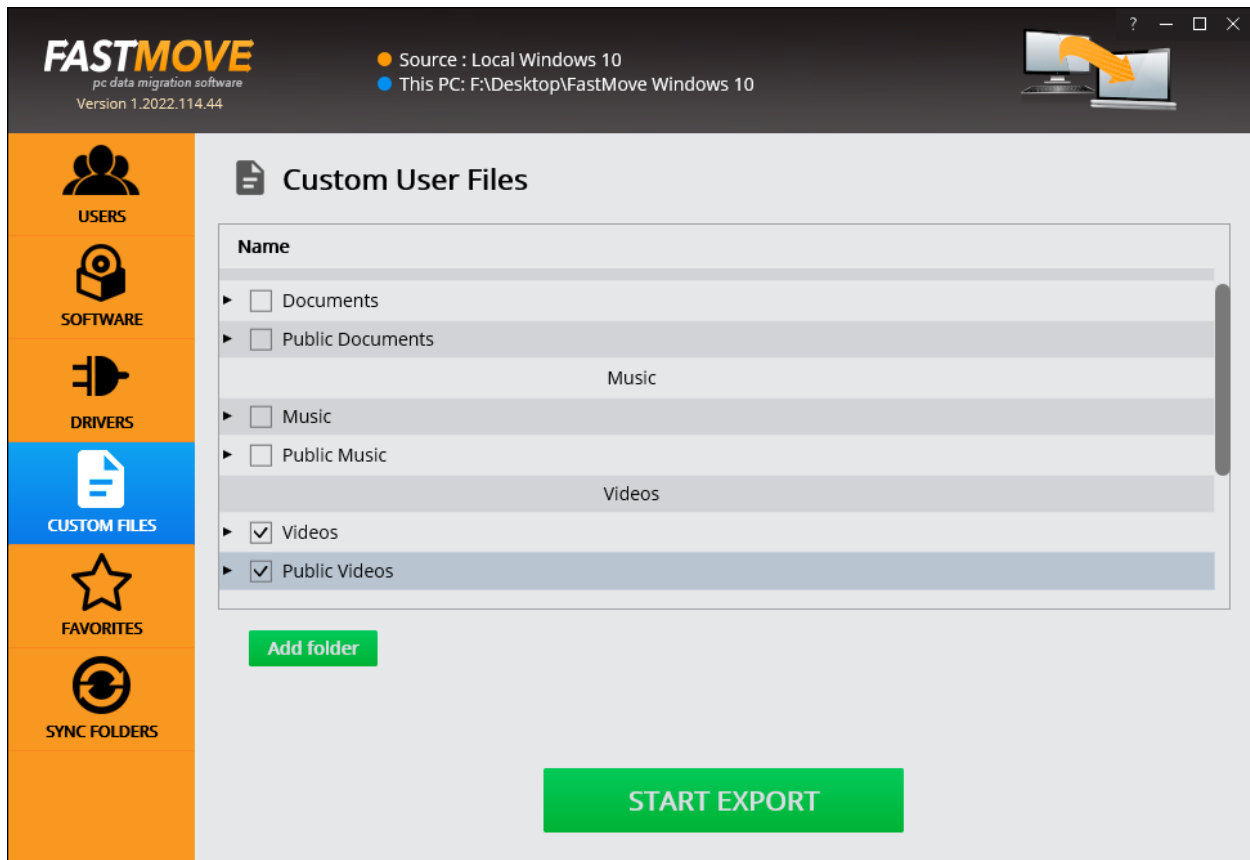 FASTMOVE
pc data migration software
Version 1.2022.114.44
Source : Local Windows 10
This PC: F:\Desktop\FastMove Windows 10
?
USERS
SOFTWARE
DRIVERS
CUSTOM FILES
FAVORITES
SYNC FOLDERS
Custom User Files
Name
Documents
Public Documents
Music
Music
Public Music
Videos
Videos
Public Videos
Add folder
START EXPORT